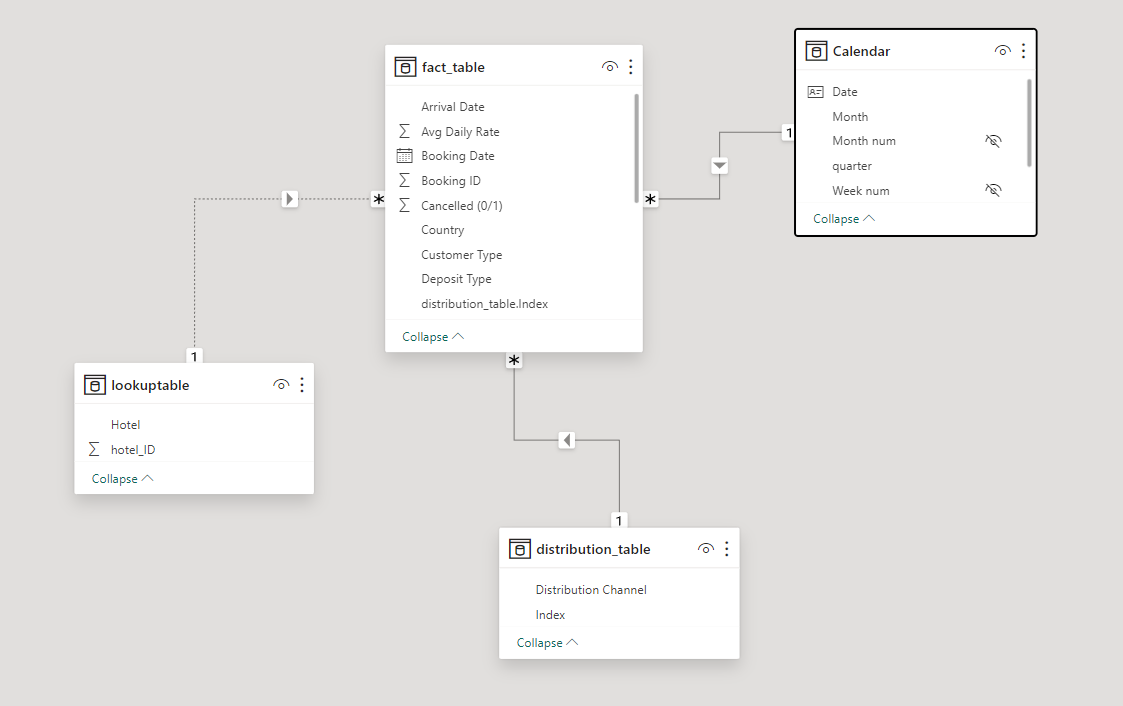 fact_table
Arrival Date
Avg Daily Rate
Booking Date
Booking ID
Cancelled (0/1)
Country
Customer Type
Deposit Type
distribution_table.Index
Collapse
*
*
*
Calendar
Date
Month
Month num
quarter
Week num
Collapse
1
lookuptable
Hotel
hotel_ID
Collapse
1
distribution_table
Distribution Channel
Index
Collapse
1